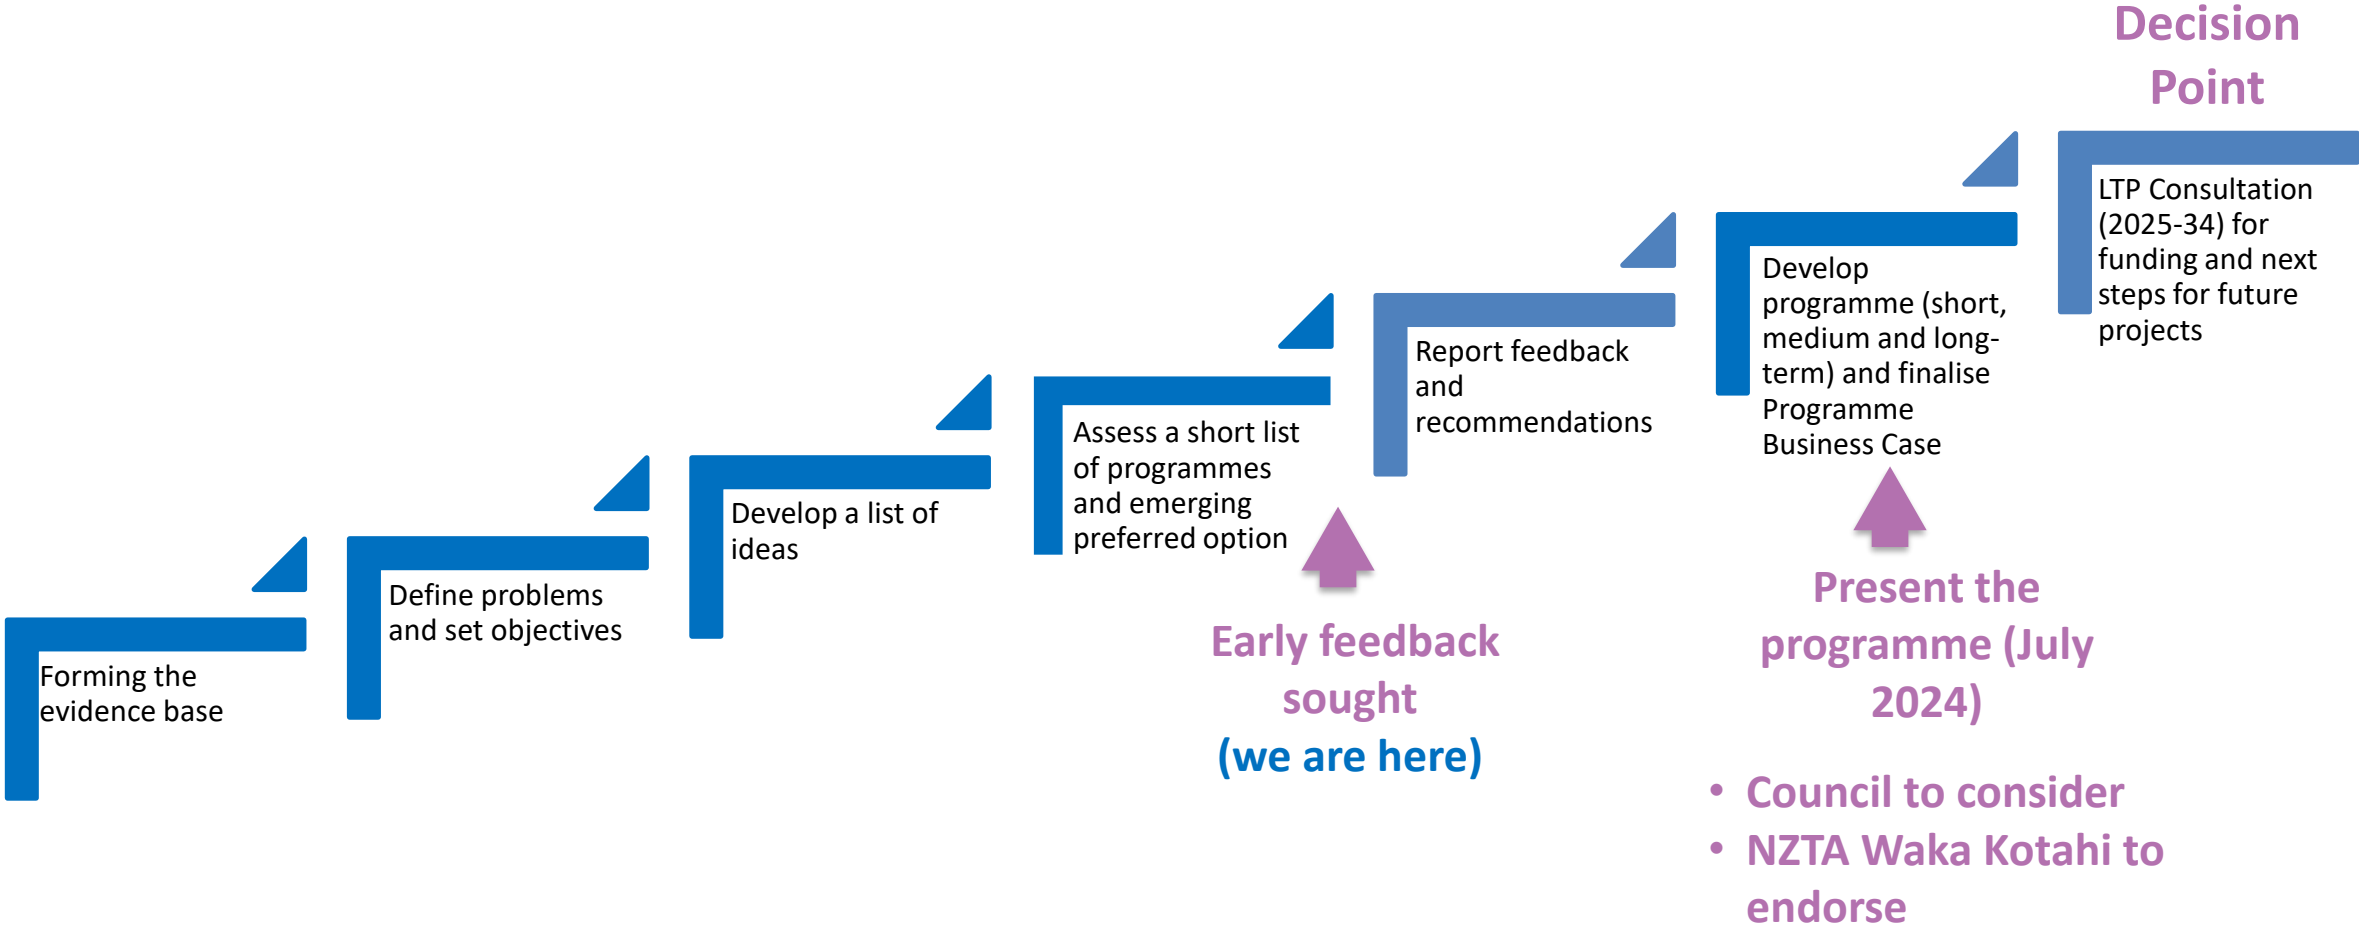 Forming the
evidence base
Define problems
and set objectives
Develop a list of
ideas
Assess a short list
of programmes
and emerging
preferred option
Early feedback
sought
(we are here)
Report feedback
and
recommendations
Develop
programme (short,
medium and long-
term) and finalise
Programme
Business Case
Present the
programme (July
2024)
• Council to consider
• NZTA Waka Kotahi to
endorse
Decision
Point
LTP Consultation
(2025-34) for
funding and next
steps for future
projects